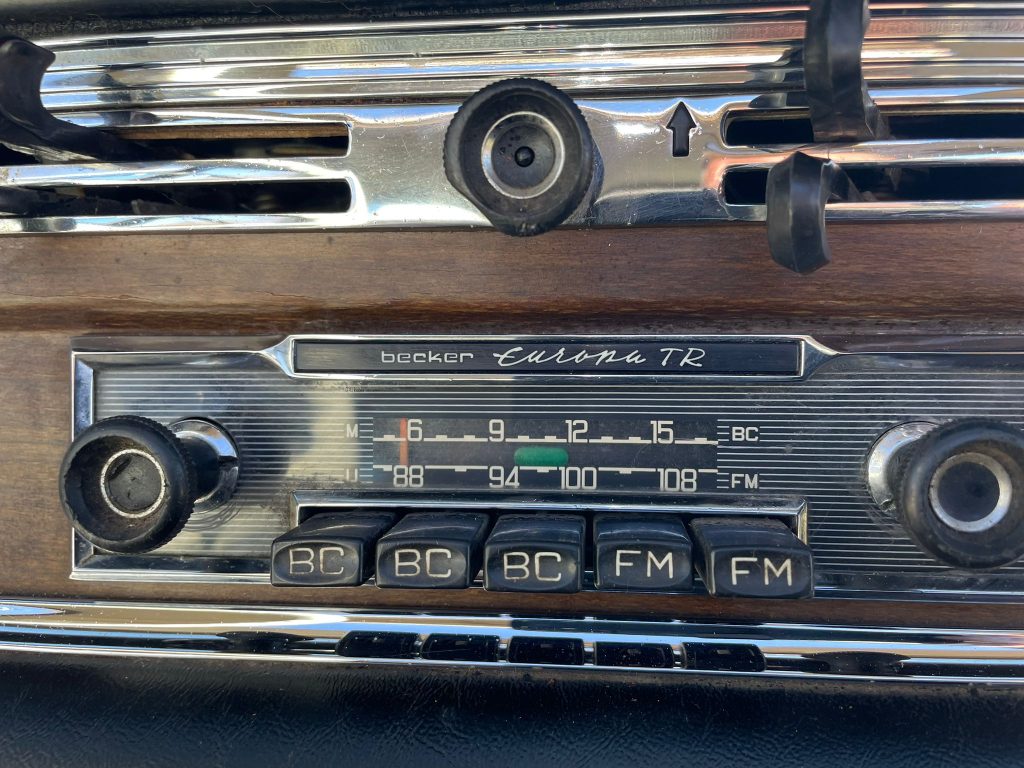 becker Europa TR
M 6 9 12 15 BC
U 88 94 100 108 FM
BC BC BC FM FM